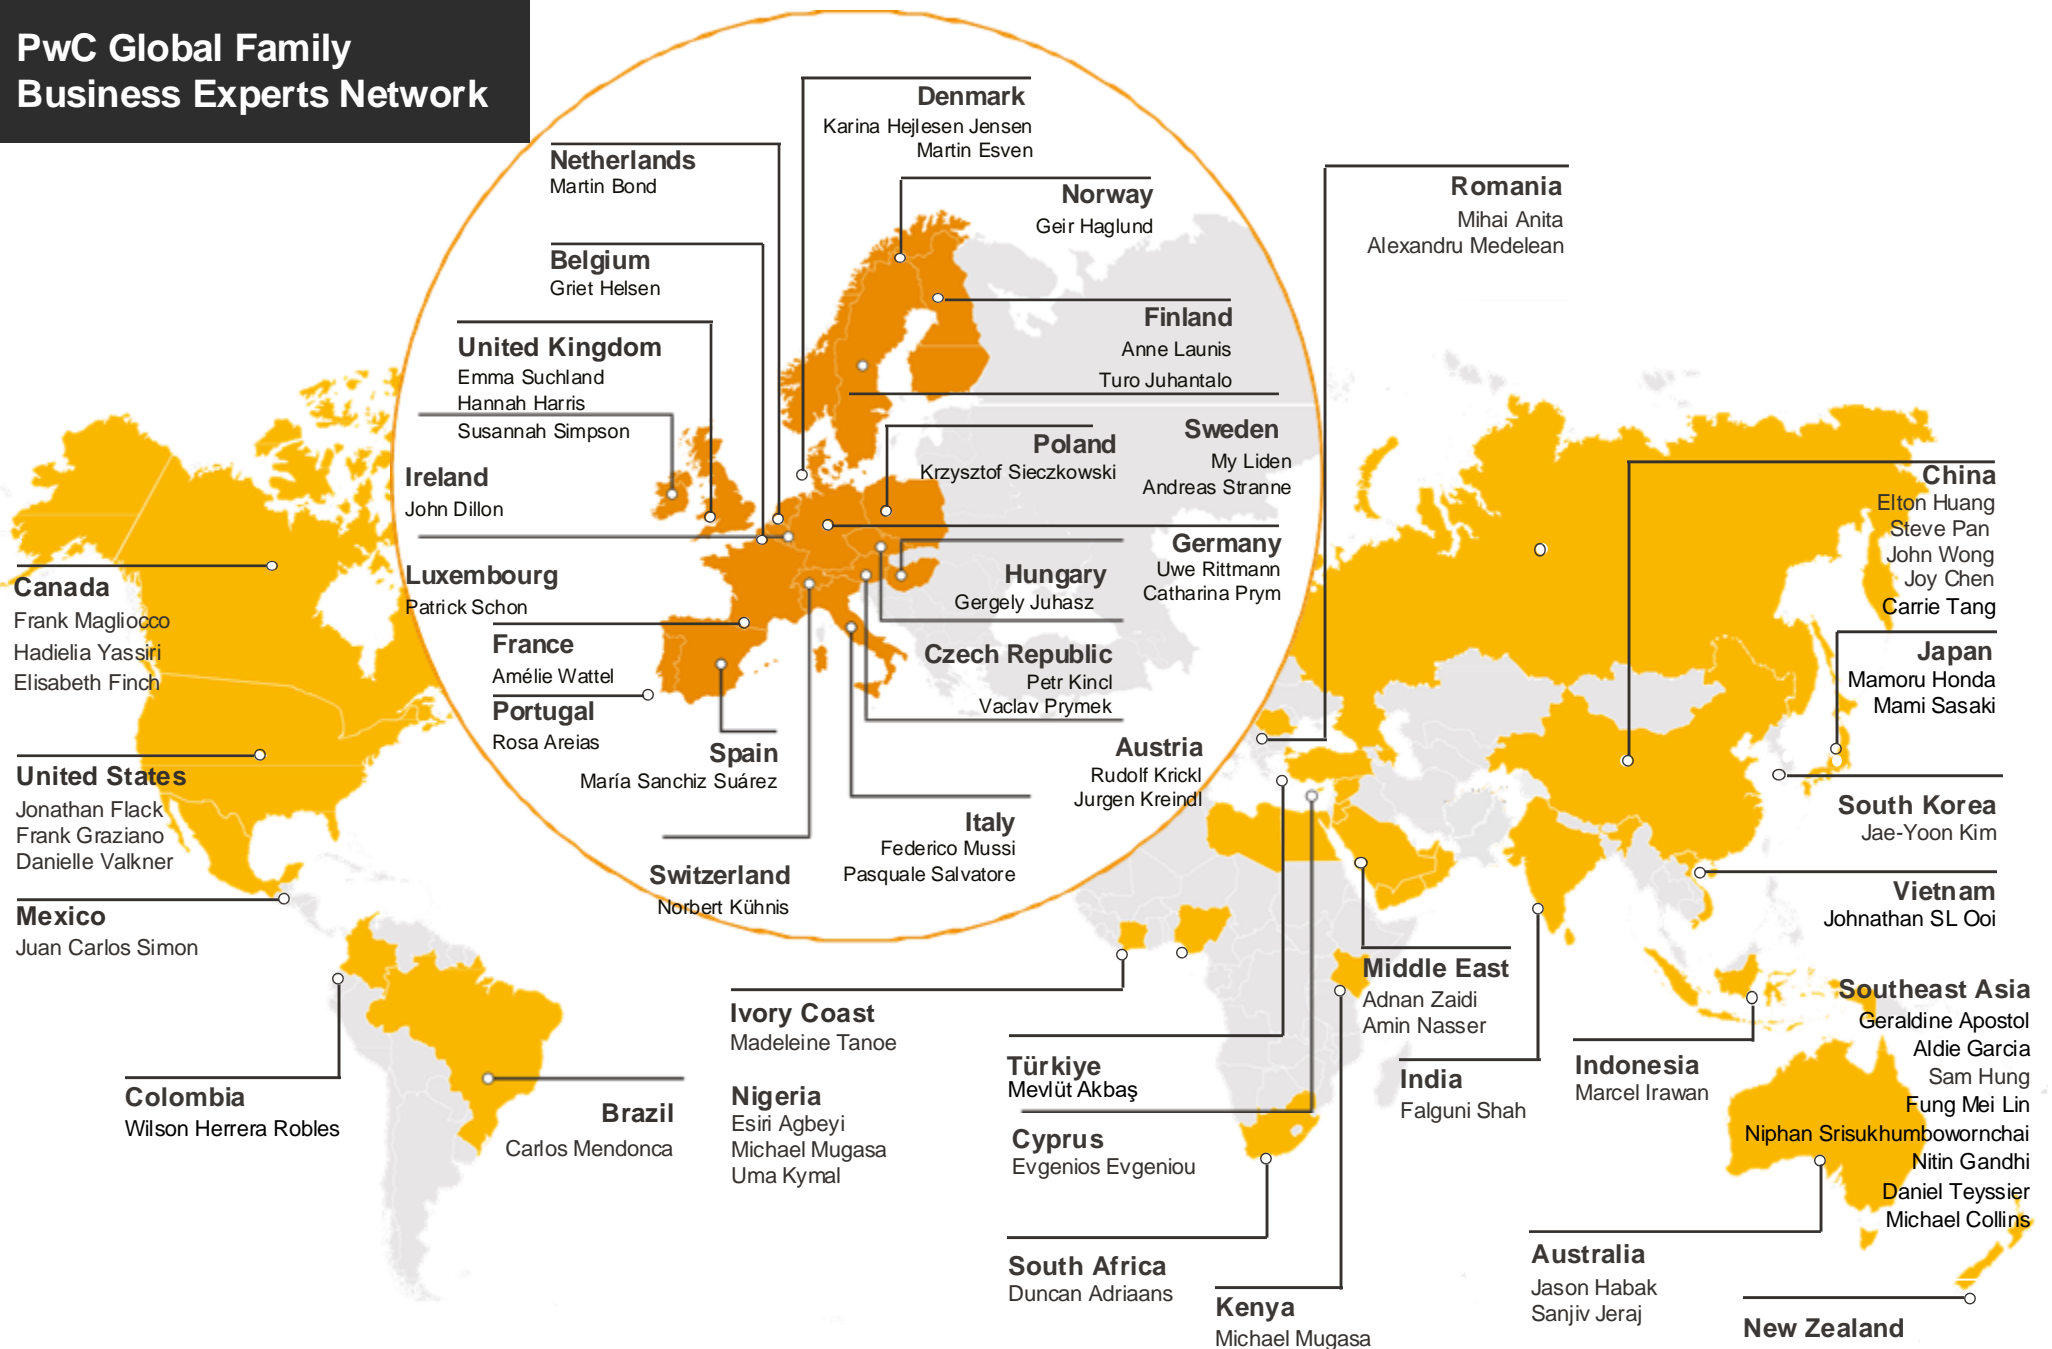 PwC Global Family
Business Experts Network
Denmark
Karina Hejlesen Jensen
Martin Esven
Netherlands
Martin Bond
Norway
Geir Haglund
Romania
Mihai Anita
Alexandru Medelean
Belgium
Griet Helsen
Finland
Anne Launis
Turo Juhantalo
United Kingdom
Emma Suchland
Hannah Harris
Susannah Simpson
Poland
Krzysztof Sieczkowski
Sweden
My Liden
Andreas Stranne
Ireland
John Dillon
Germany
Uwe Rittmann
Catharina Prym
Luxembourg
Patrick Schon
Hungary
Gergely Juhasz
France
Amélie Wattel
Czech Republic
Petr Kincl
Vaclav Prymek
Portugal
Rosa Areias
Spain
María Sanchiz Suárez
Austria
Rudolf Krickl
Jurgen Kreindl
Italy
Federico Mussi
Pasquale Salvatore
Switzerland
Norbert Kühnis
Canada
Frank Magliocco
Hadielia Yassiri
Elisabeth Finch
United States
Jonathan Flack
Frank Graziano
Danielle Valkner
Mexico
Juan Carlos Simon
Colombia
Wilson Herrera Robles
Brazil
Carlos Mendonca
Ivory Coast
Madeleine Tanoe
Nigeria
Esiri Agbeyi
Michael Mugasa
Uma Kymal
Türkiye
Mevlüt Akbaş
Cyprus
Evgenios Evgeniou
South Africa
Duncan Adriaans
Kenya
Michael Mugasa
Middle East
Adnan Zaidi
Amin Nasser
India
Falguni Shah
China
Elton Huang
Steve Pan
John Wong
Joy Chen
Carrie Tang
Japan
Mamoru Honda
Mami Sasaki
South Korea
Jae-Yoon Kim
Vietnam
Johnathan SL Ooi
Indonesia
Marcel Irawan
Southeast Asia
Geraldine Apostol
Aldie Garcia
Sam Hung
Fung Mei Lin
Niphan Srisukhumbowornchai
Nitin Gandhi
Daniel Teyssier
Michael Collins
Australia
Jason Habak
Sanjiv Jeraj
New Zealand